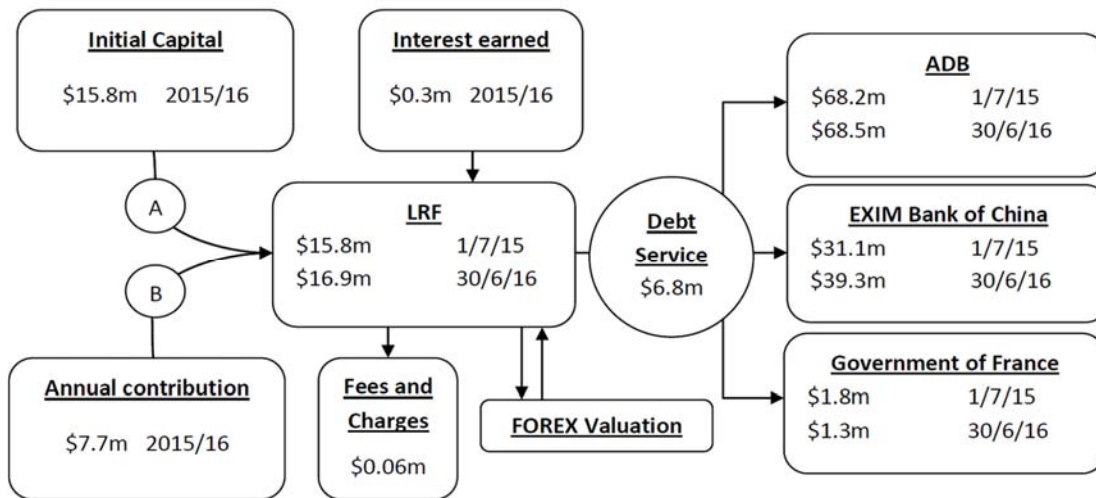 Initial Capital
$15.8m 2015/16
Interest earned
$0.3m 2015/16
ADB
$68.2m 1/7/15
$68.5m 30/6/16
A
LRF
$15.8m 1/7/15
$16.9m 30/6/16
Debt
Service
$6.8m
EXIM Bank of China
$31.1m 1/7/15
$39.3m 30/6/16
B
Annual contribution
$7.7m 2015/16
Fees and
Charges
$0.06m
FOREX Valuation
Government of France
$1.8m 1/7/15
$1.3m 30/6/16